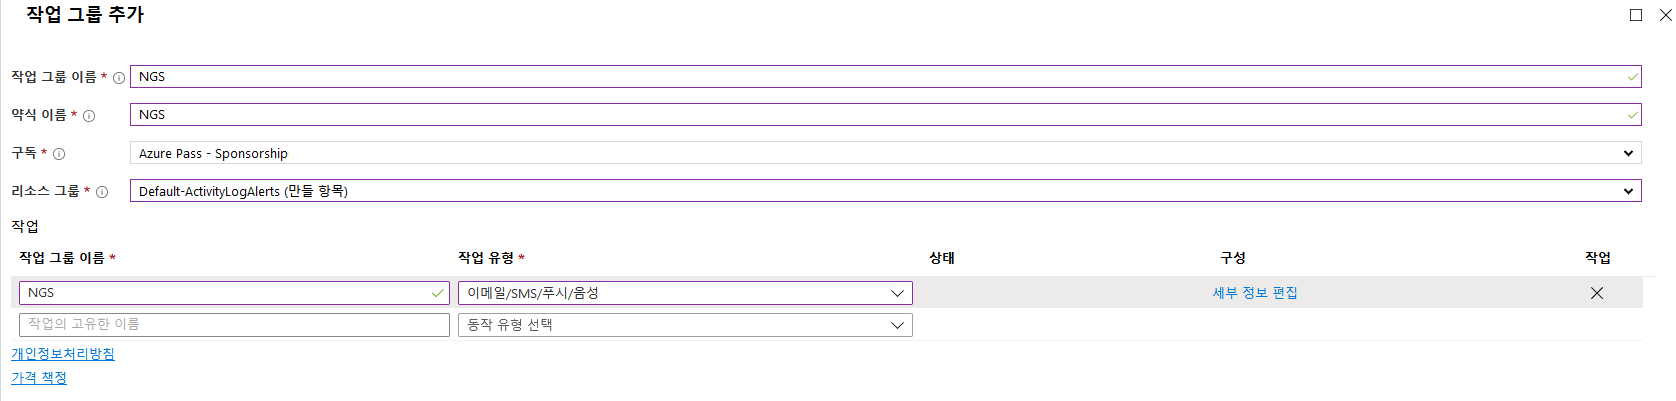 작업 그룹 추가
작업 그룹 이름 * NGS
약식 이름 * NGS
구독 * Azure Pass - Sponsorship
리소스 그룹 * Default-ActivityLogAlerts (만들 항목)
작업
작업 그룹 이름 * 작업 유형 * 상태 구성 작업
NGS 이메일/SMS/푸시/음성 세부 정보 편집
작업의 고유한 이름 동작 유형 선택
개인정보처리방침
가격 책정